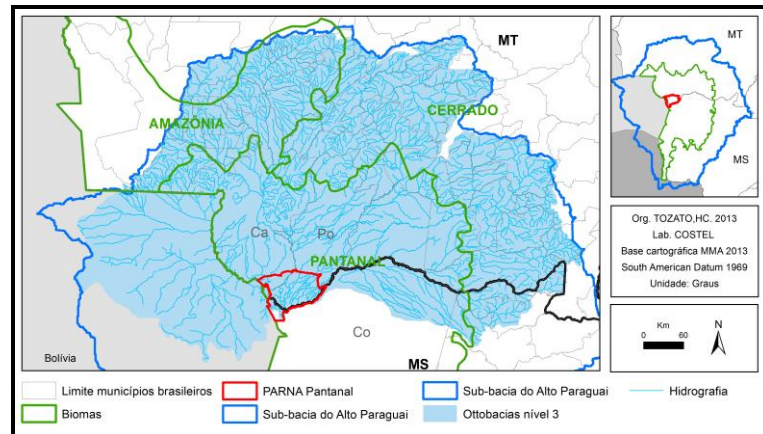 MT
AMAZÔNIA
CERRADO
Ca
Po
PANTANAL
Co
Bolívia
MS
MT
MS
Org. TOZATO,HC. 2013
Lab. COSTEL
Base cartográfica MMA 2013
South American Datum 1969
Unidade: Graus
Km
N
0 60
Limite municípios brasileiros
PARNA Pantanal
Sub-bacia do Alto Paraguai
Hidrografia
Biomas
Sub-bacia do Alto Paraguai
Ottobacias nível 3